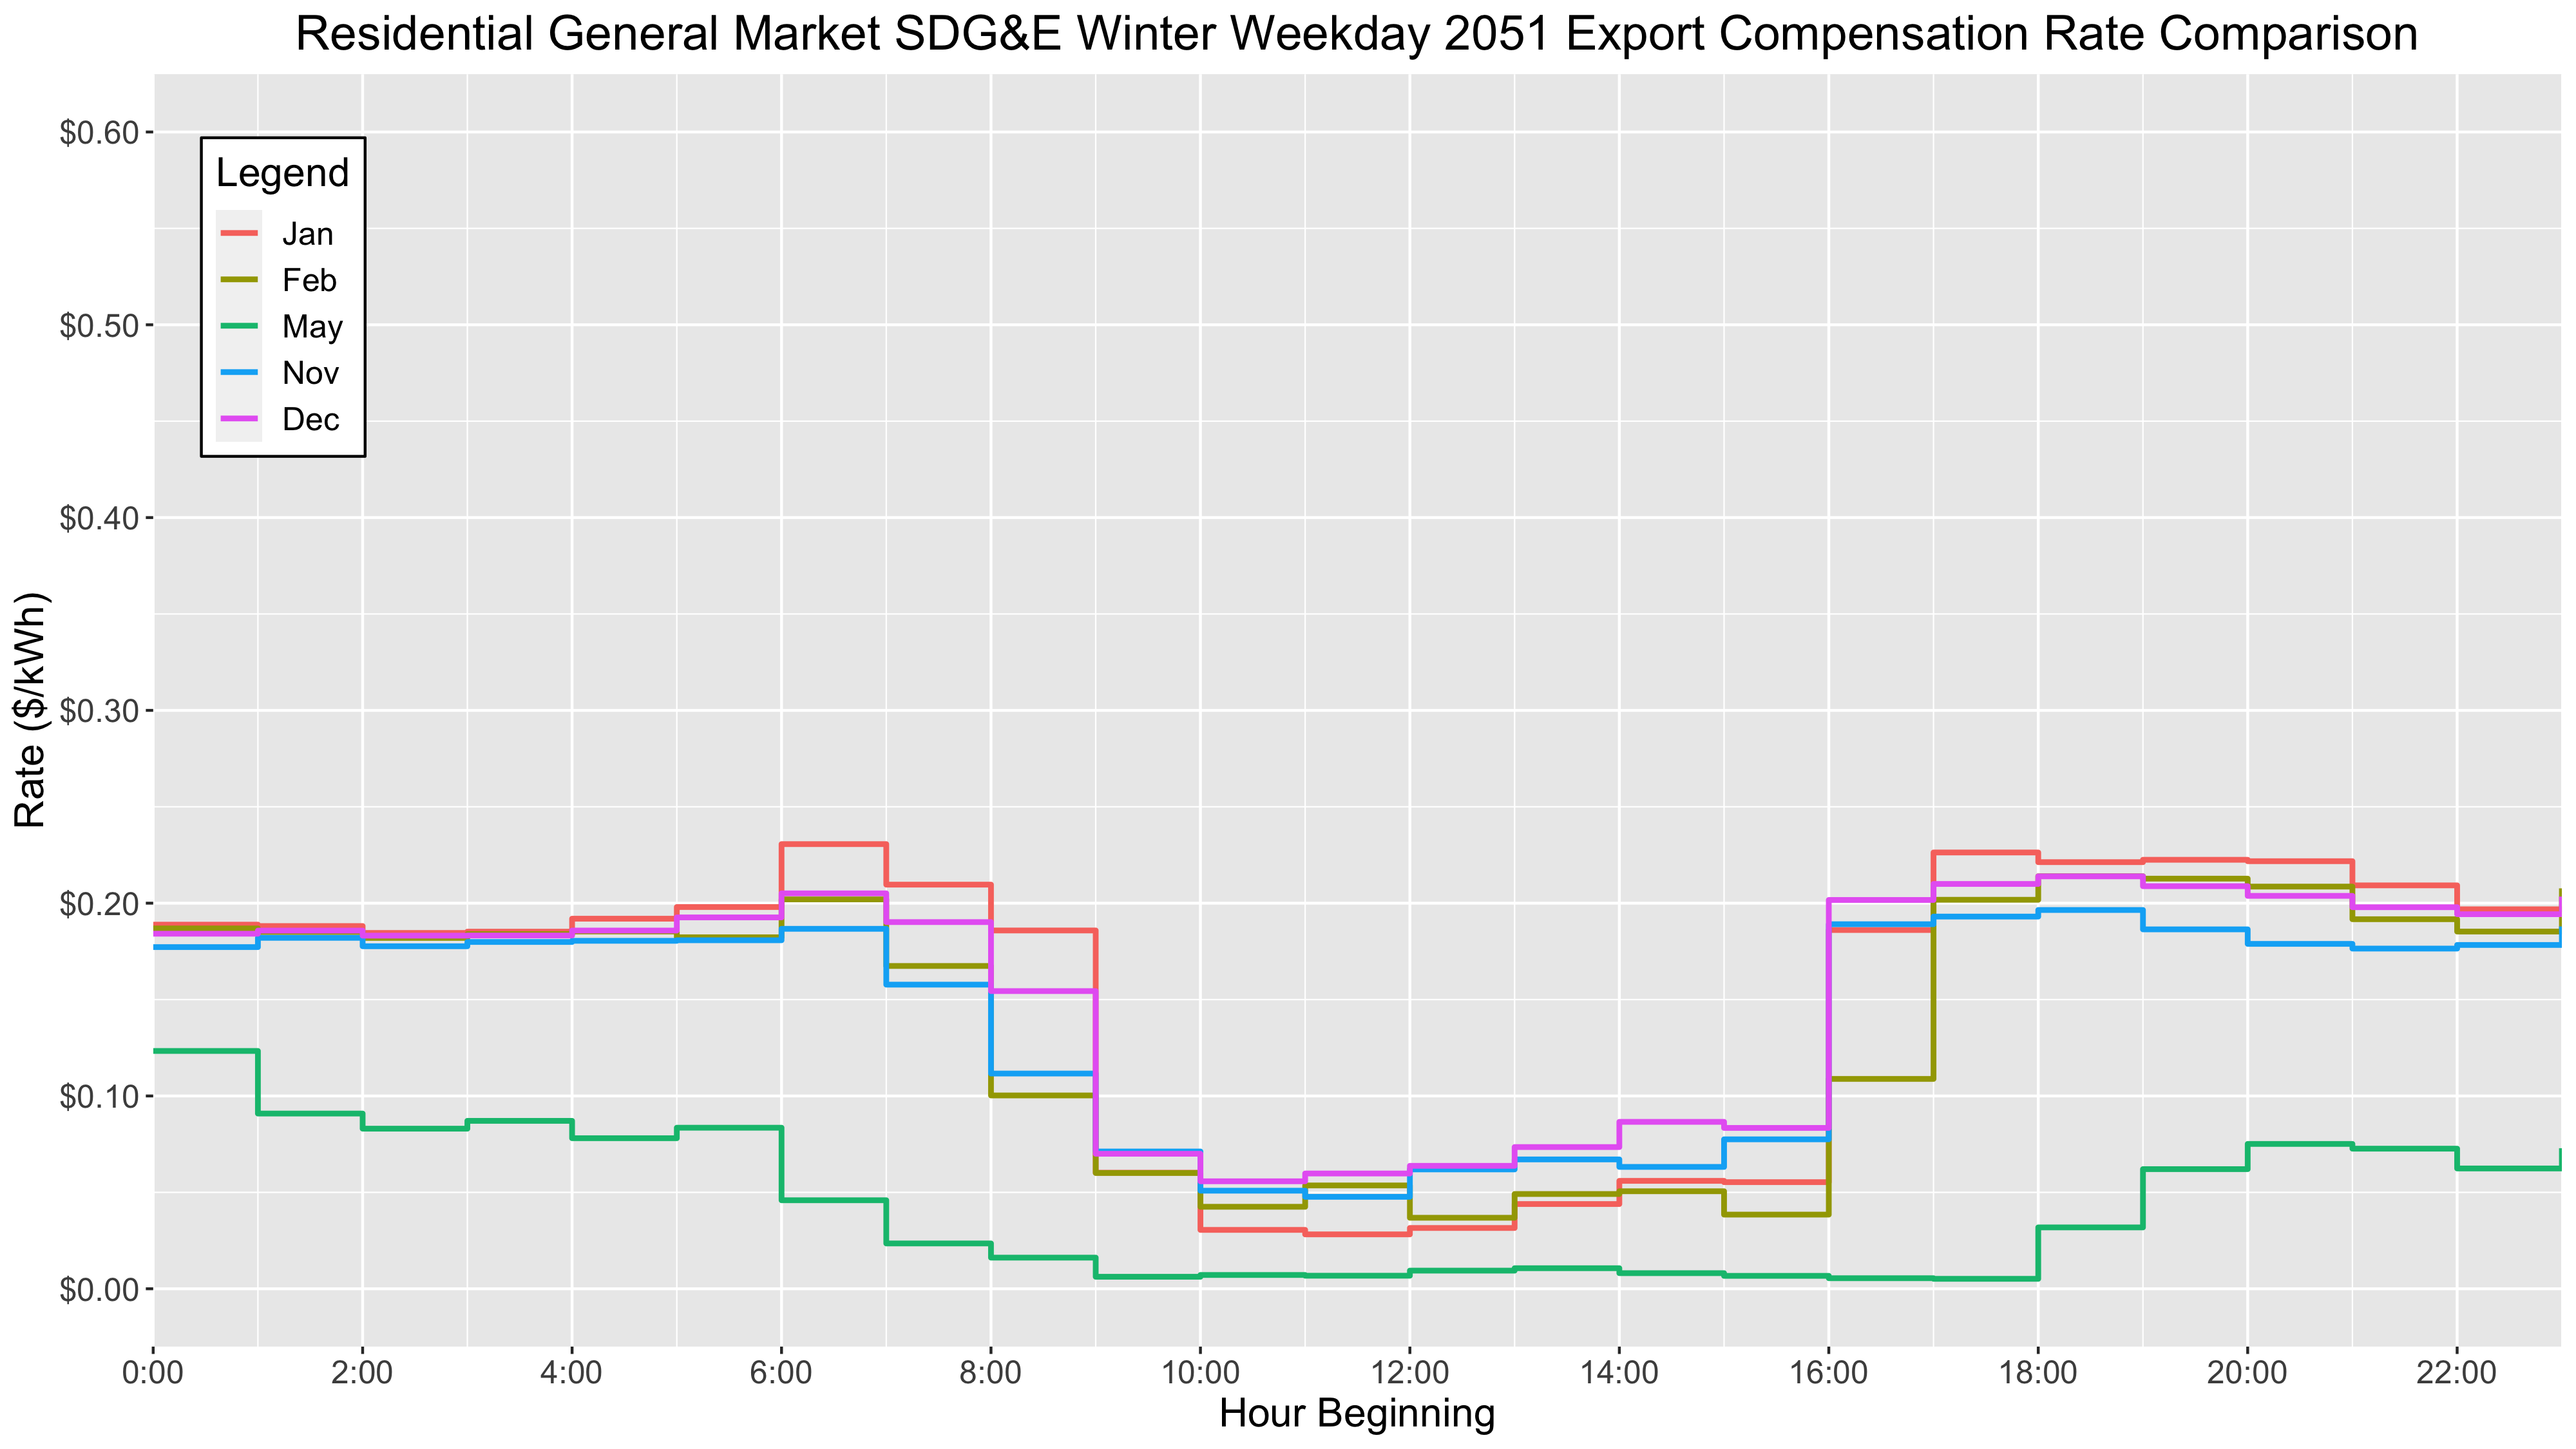 Residential General Market SDG&E Winter Weekday 2051 Export Compensation Rate Comparison
$0.60
$0.50
$0.40
$0.30
$0.20
$0.10
$0.00
Rate ($/kWh)
Legend
Jan
Feb
May
Nov
Dec
0:00 2:00 4:00 6:00 8:00 10:00 12:00 14:00 16:00 18:00 20:00 22:00
Hour Beginning